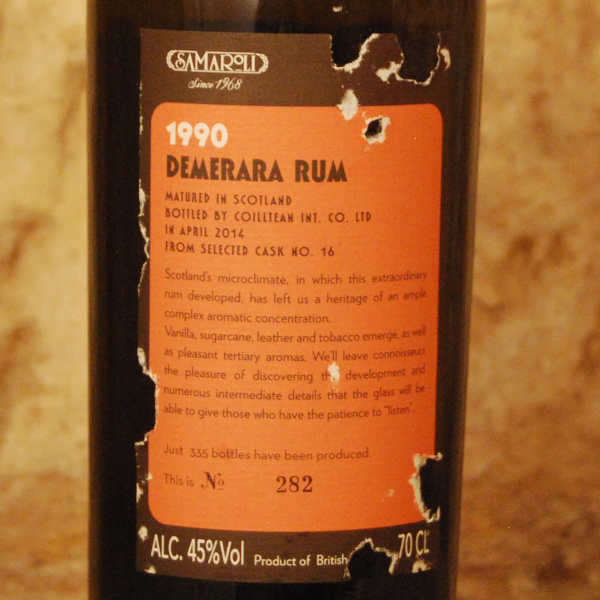 SAMAROLI
Since 1968
1990
DEMERARA RUM
MATURED IN SCOTLAND
BOTTLED BY COILLTEAN INT. CO. LTD
IN APRIL 2014
FROM SELECTED CASK NO. 16
Scotland's microclimate, in which this extraordinary
rum developed, has left us a heritage of an ample
complex aromatic concentration.
Vanilla, sugarcane, leather and tobacco emerge, as well
as pleasant tertiary aromas. We'll leave connoisseurs
the pleasure of discovering the development and
numerous intermediate details that the glass will be
able to give those who have the patience to "listen".
Just 335 bottles have been produced.
This is No 282
ALC. 45%Vol Product of British 70 CL